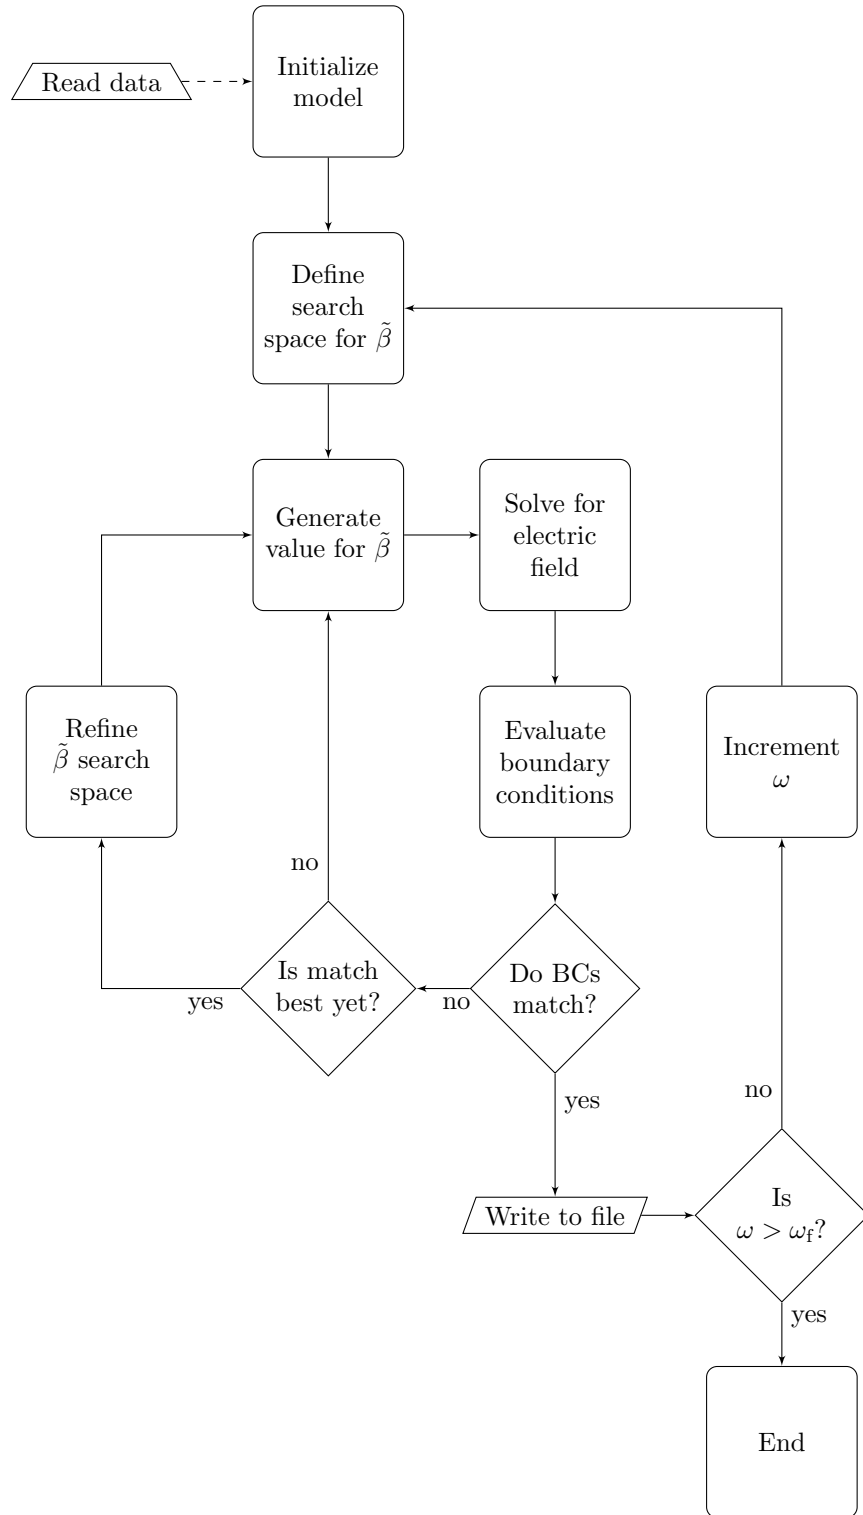 Initialize
model
Read data
Define
search
space for β̃
Generate
value for β̃
Solve for
electric
field
Refine
β̃ search
space
Evaluate
boundary
conditions
Increment
ω
no
Is match
best yet?
yes
Do BCs
match?
no
yes
no
Write to file
Is
ω > ω_f?
yes
End